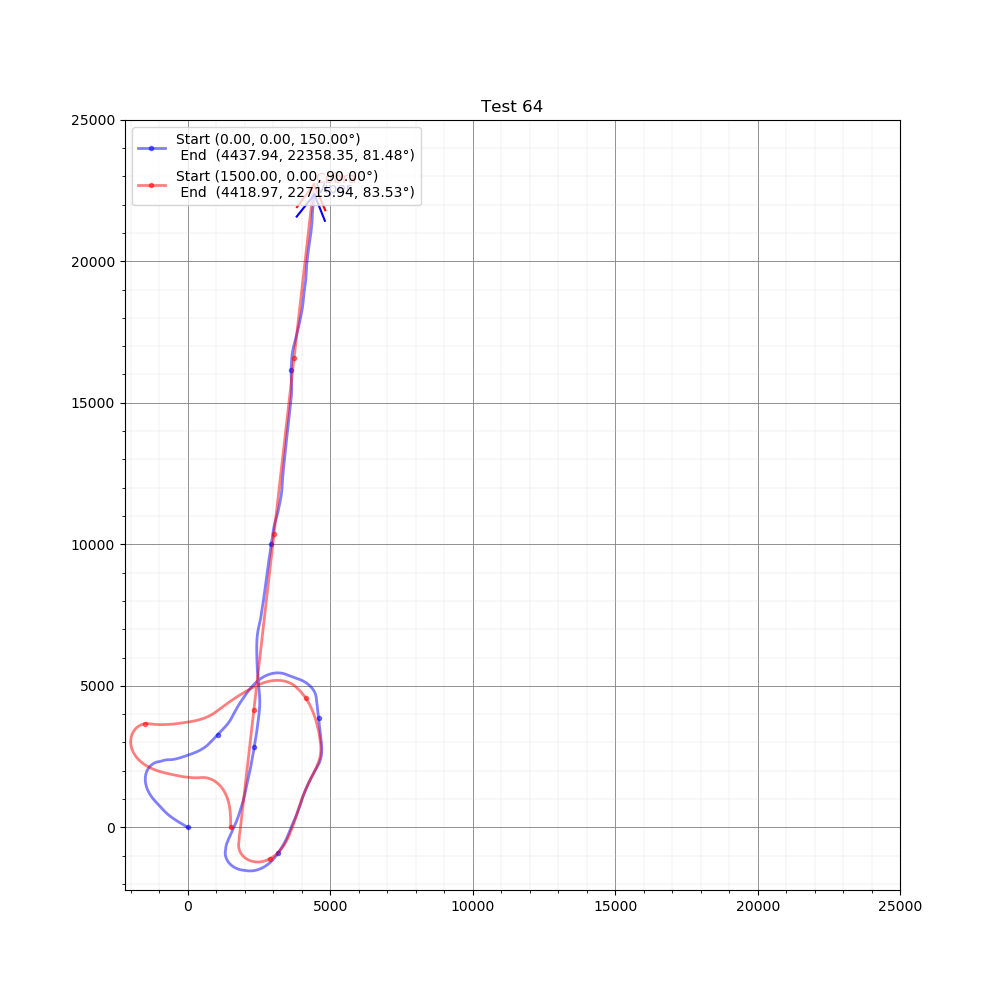 Test 64
25000
Start (0.00, 0.00, 150.00°)
End (4437.94, 22358.35, 81.48°)
Start (1500.00, 0.00, 90.00°)
End (4418.97, 22715.94, 83.53°)
20000
15000
10000
5000
0
0 5000 10000 15000 20000 25000